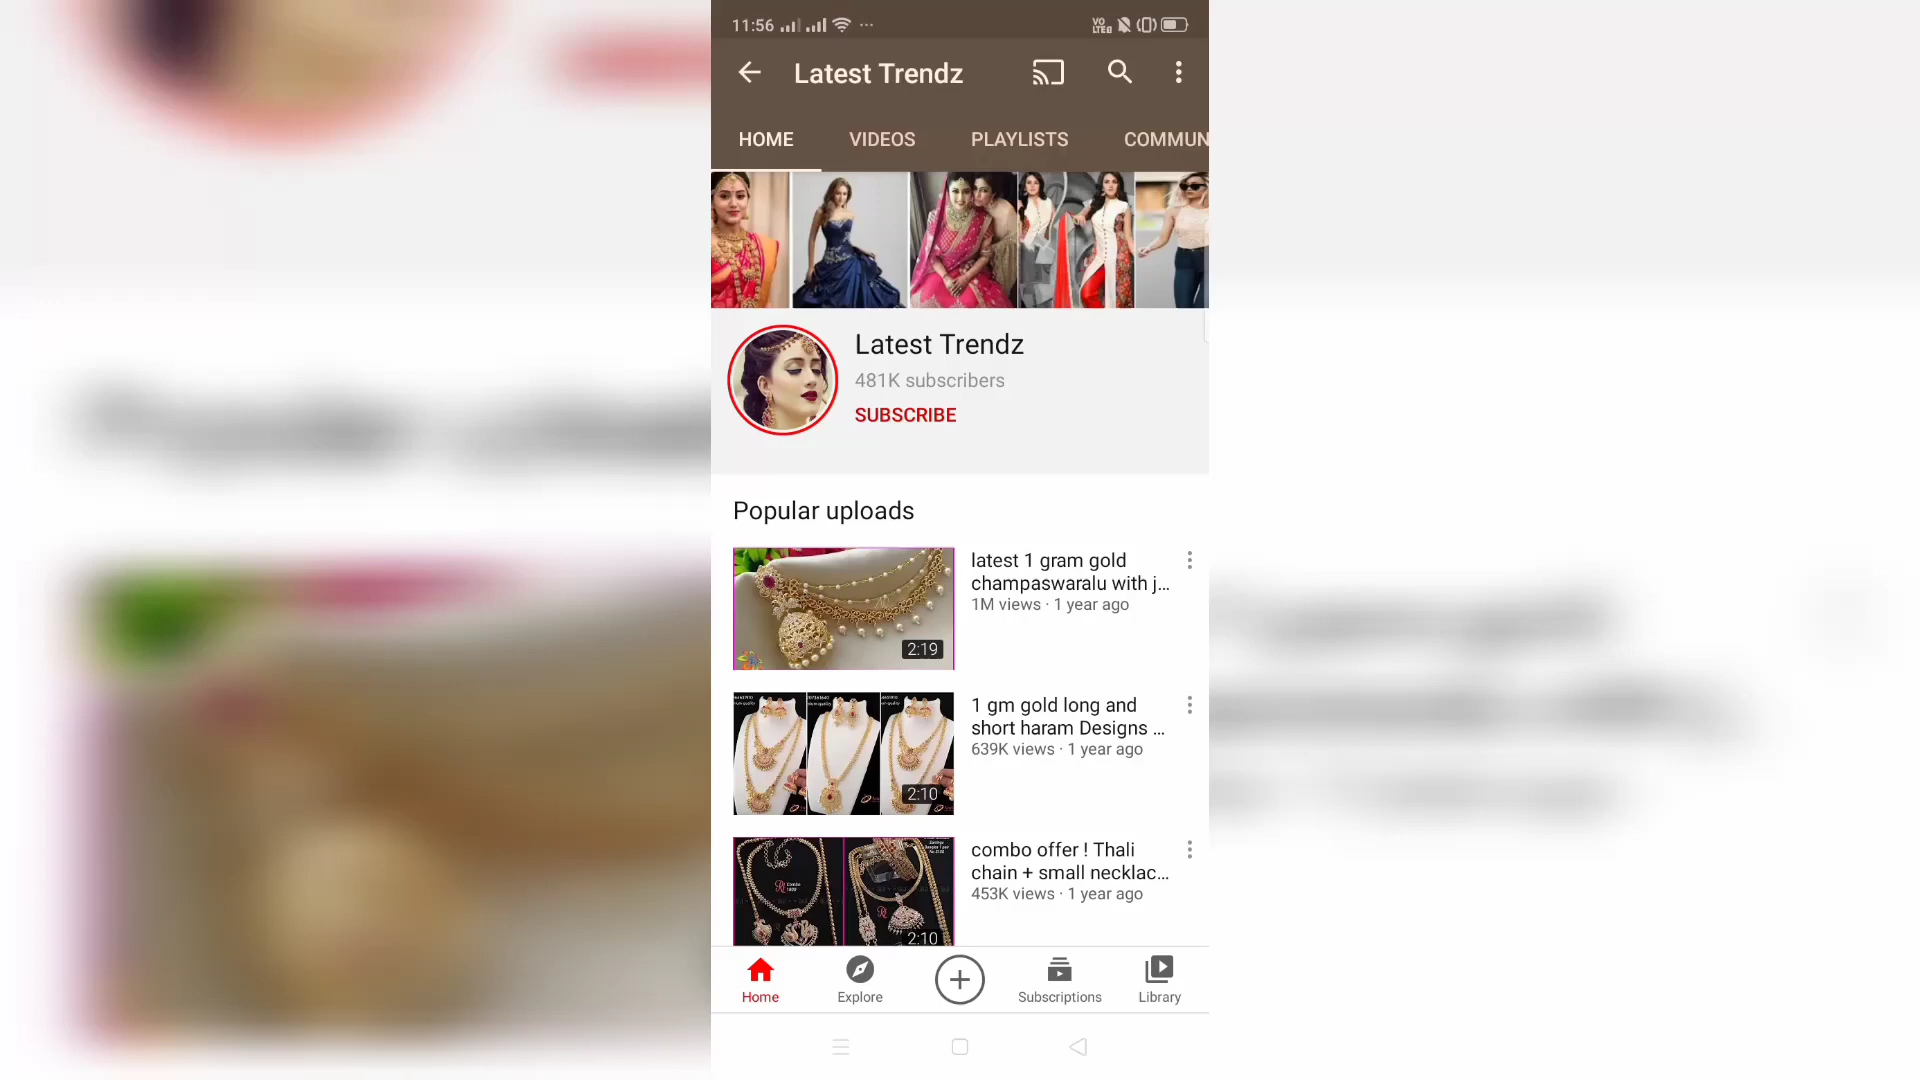 11:56
VO
LTE
Latest Trendz
HOME VIDEOS PLAYLISTS COMMUN
Latest Trendz
481K subscribers
SUBSCRIBE
Popular uploads
latest 1 gram gold
champaswaralu with j...
1M views · 1 year ago
2:19
1 gm gold long and
short haram Designs ...
639K views · 1 year ago
2:10
combo offer ! Thali
chain + small necklac...
453K views · 1 year ago
Combo
2:10
Home Explore Subscriptions Library